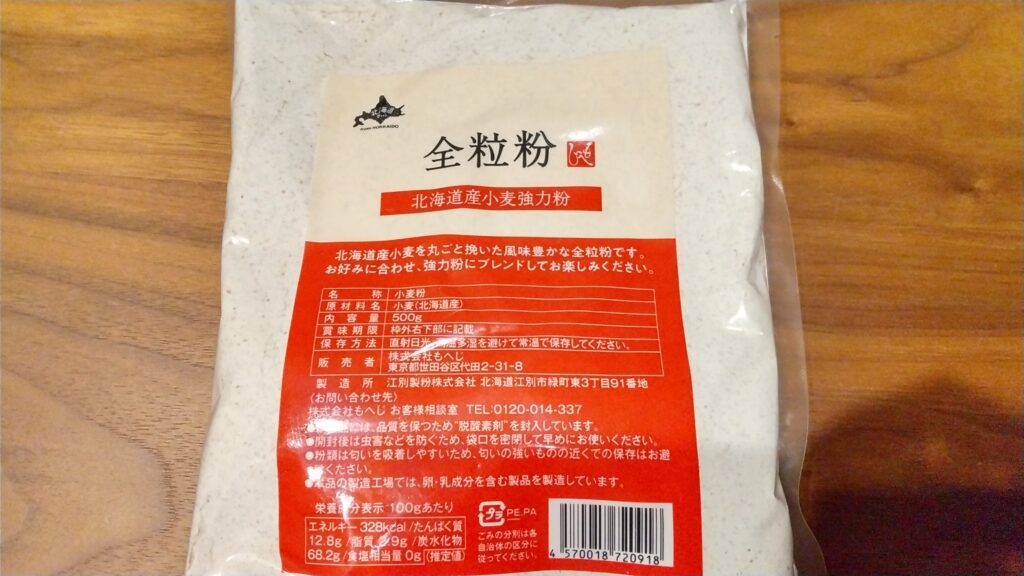 北海道
FROM HOKKAIDO
全粒粉
北海道産小麦強力粉
北海道産小麦を丸ごと挽いた風味豊かな全粒粉です。
お好みに合わせ、強力粉にブレンドしてお楽しみください。
名称 小麦粉
原材料名 小麦(北海道産)
内容量 500g
賞味期限 枠外右下部に記載
保存方法 直射日光、多湿を避けて常温で保存してください。
販売者 株式会社もへじ
東京都世田谷区代田2-31-8
製造所 江別製粉株式会社 北海道江別市緑町東3丁目91番地
〈お問い合わせ先〉
株式会社もへじ お客様相談室 TEL:0120-014-337
●には、品質を保つため"脱酸素剤"を封入しています。
●開封後は虫害などを防ぐため、袋口を密閉して早めにお使いください。
●粉類は匂いを吸着しやすいため、匂いの強いものの近くでの保存はお避
ください。
●本品の製造工場では、卵・乳成分を含む製品を製造しています。
栄養成分表示 100gあたり
エネルギー 328kcal/たんぱく質
12.8g/脂質 2.9g/炭水化物
68.2g/食塩相当量 0g(推定値)
プラ PE.PA
ごみの分別は各
自治体の区分に
従ってください。
4 570018 720918